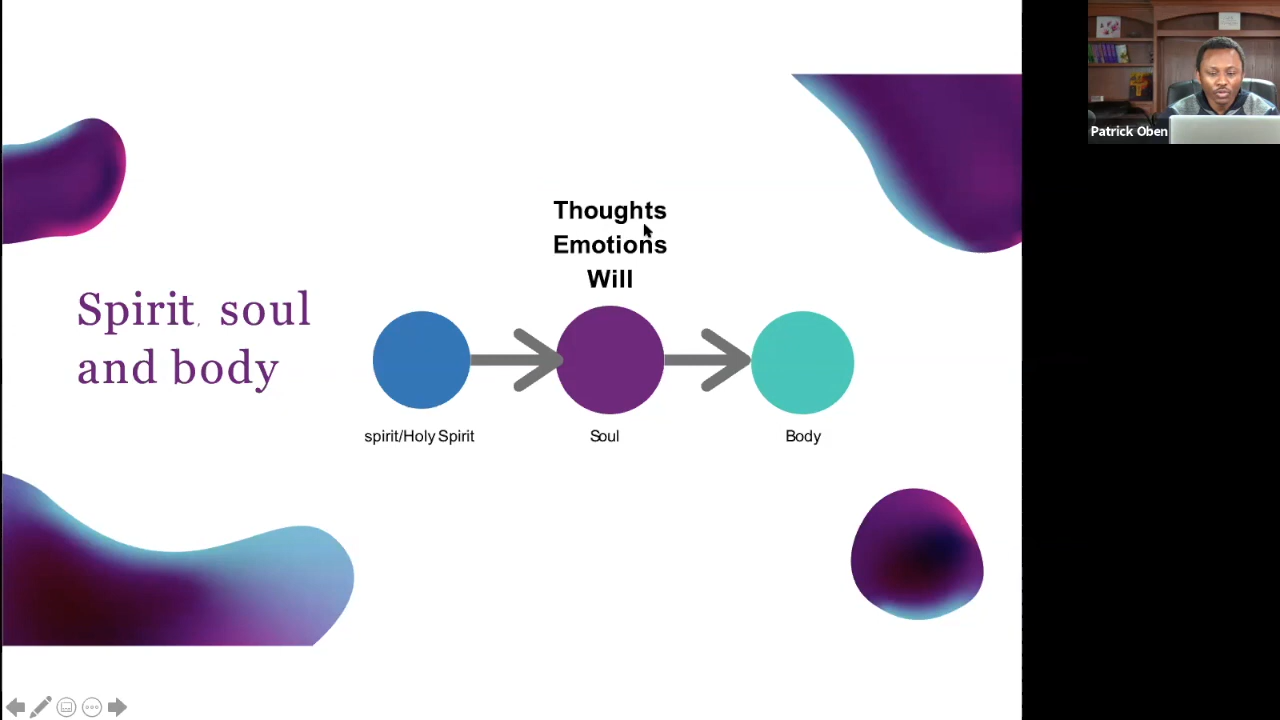 Thoughts
Emotions
Will
Spirit, soul
and body
spirit/Holy Spirit
Soul
Body
Patrick Oben